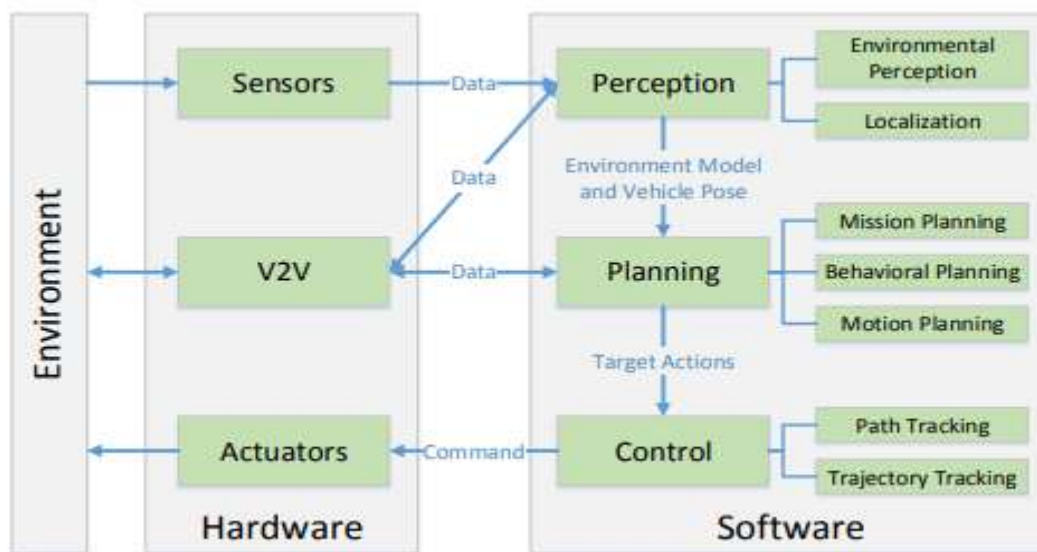 Environment
Sensors
V2V
Actuators
Hardware
Data
Data
Data
Command
Perception
Environment Model
and Vehicle Pose
Planning
Target Actions
Control
Software
Environmental
Perception
Localization
Mission Planning
Behavioral Planning
Motion Planning
Path Tracking
Trajectory Tracking